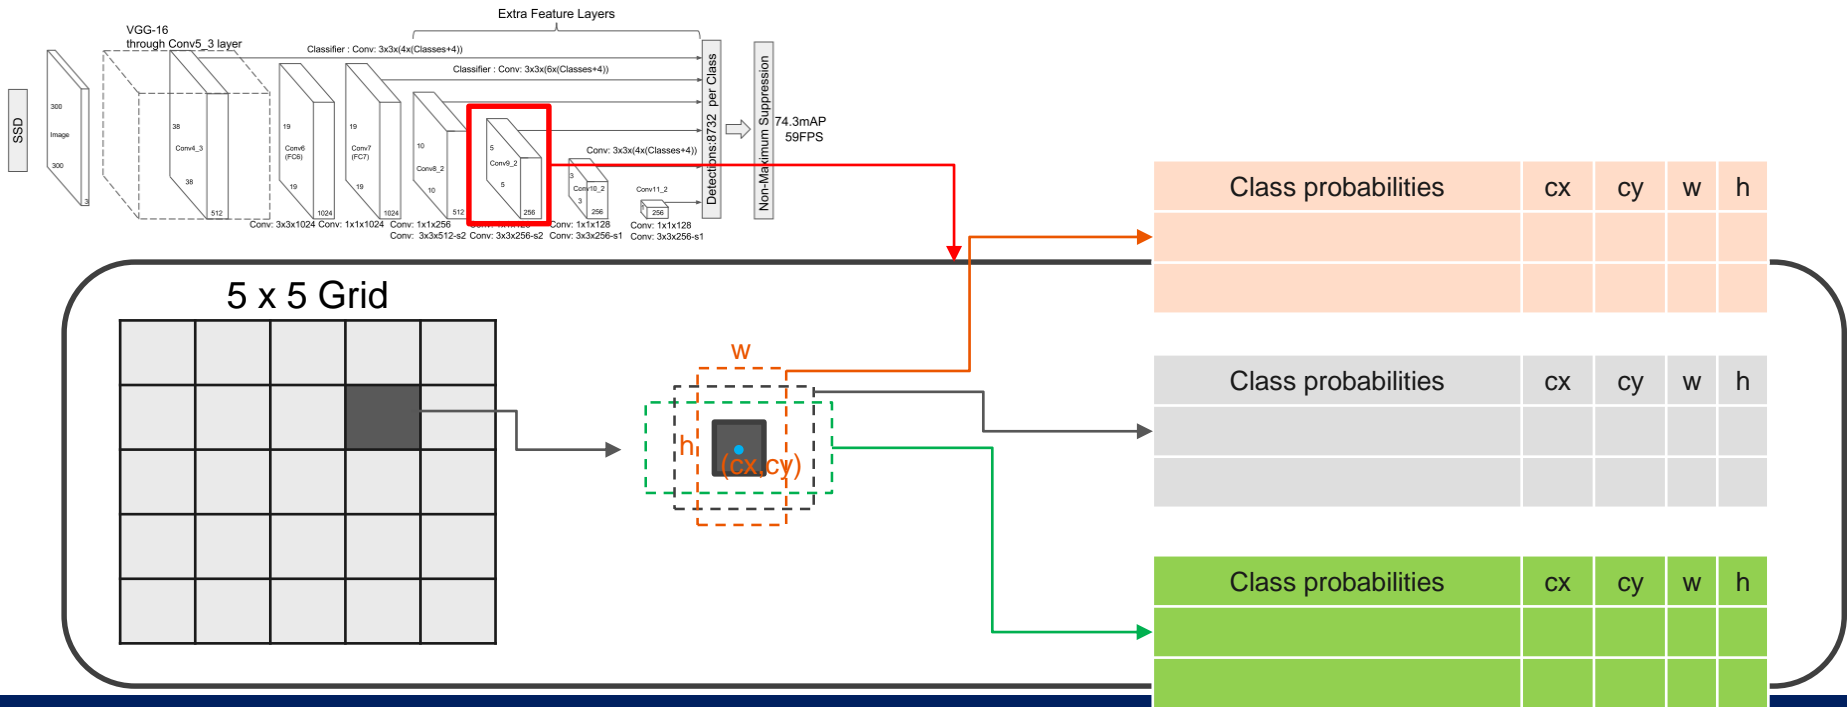 Extra Feature Layers
VGG-16
through Conv5_3 layer
Classifier : Conv: 3x3x(4x(Classes+4))
Classifier : Conv: 3x3x(6x(Classes+4))
SSD
300
Image
300
3
38
Conv4_3
38
512
19
Conv6
(FC6)
19
1024
19
Conv7
(FC7)
19
1024
10
Conv8_2
10
512
5
Conv9_2
5
256
3
Conv10_2
3
256
Conv11_2
256
Conv: 3x3x(4x(Classes+4))
Detections:8732 per Class
Non-Maximum Suppression
74.3mAP
59FPS
Conv: 3x3x1024
Conv: 1x1x1024
Conv: 1x1x256
Conv: 3x3x512-s2
Conv: 3x3x256-s2
Conv: 1x1x128
Conv: 3x3x256-s1
Conv: 1x1x128
Conv: 3x3x256-s1
5 x 5 Grid
w
h
(cx,cy)
Class probabilities cx cy w h
Class probabilities cx cy w h
Class probabilities cx cy w h